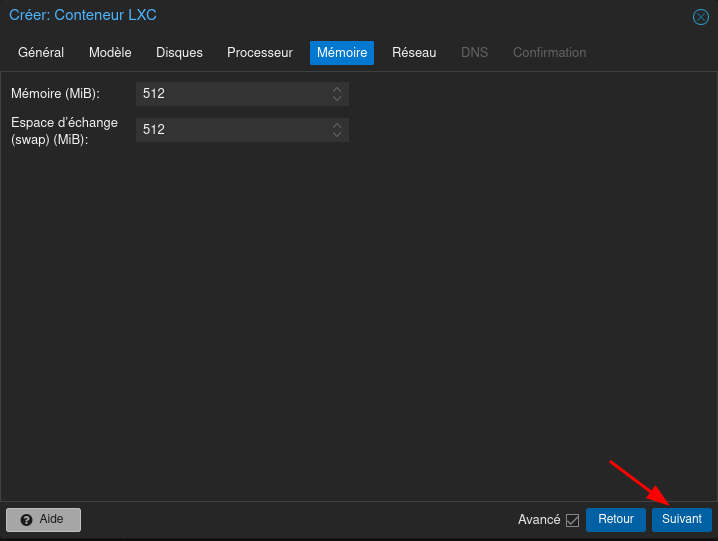 Créer: Conteneur LXC
Général Modèle Disques Processeur Mémoire Réseau DNS Confirmation
Mémoire (MiB): 512
Espace d'échange
(swap) (MiB): 512
Aide Avancé Retour Suivant